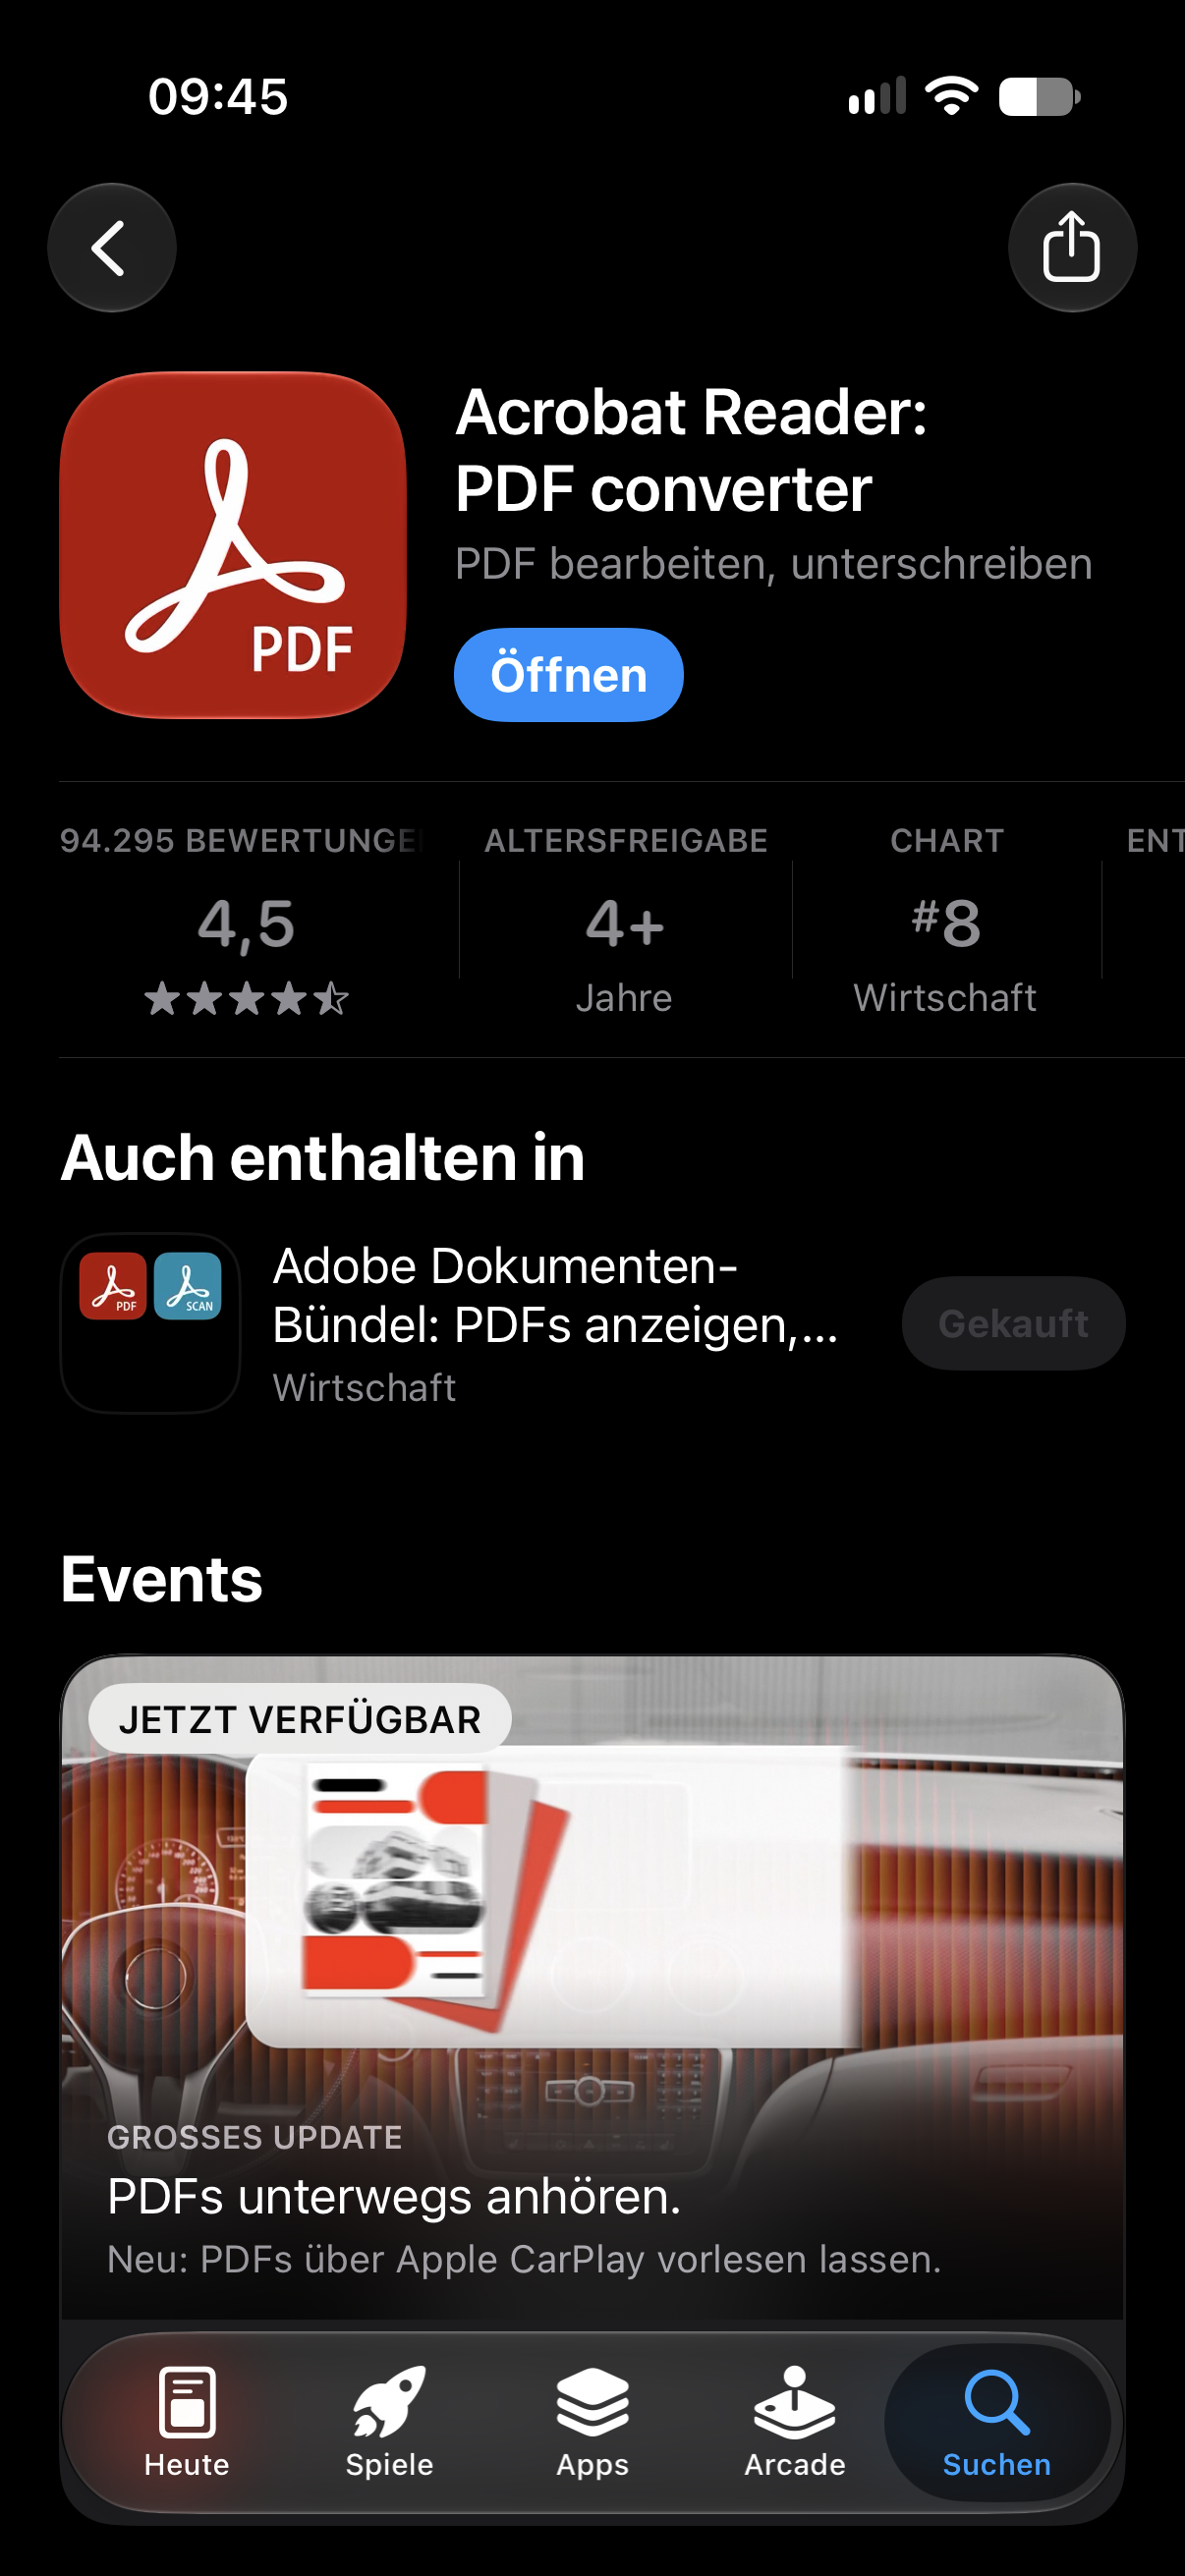 09:45
PDF
Acrobat Reader:
PDF converter
PDF bearbeiten, unterschreiben
Öffnen
94.295 ALTERSFREIGABE CHART
4,5 4+ #8
Jahre Wirtschaft
Auch enthalten in
PDF SCAN
Adobe Dokumenten-
Bündel: PDFs anzeigen,...
Gekauft
Wirtschaft
Events
JETZT VERFÜGBAR
GROSSES UPDATE
PDFs unterwegs anhören.
Neu: PDFs über Apple CarPlay vorlesen lassen.
Heute Spiele Apps Arcade Suchen